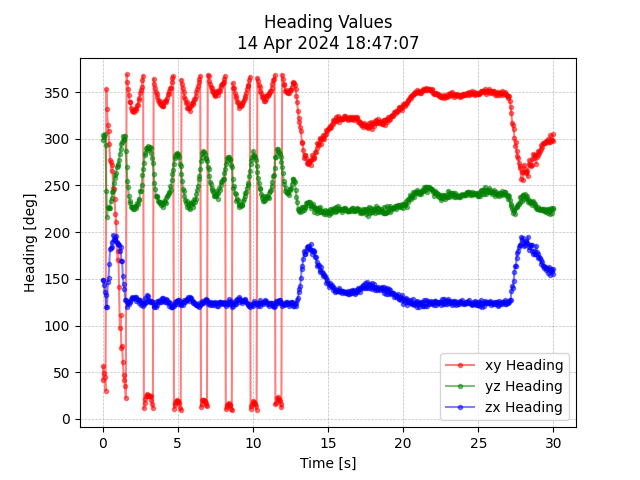 Heading Values
14 Apr 2024 18:47:07
Heading [deg]
350
300
250
200
150
100
50
0
xy Heading
yz Heading
zx Heading
0 5 10 15 20 25 30
Time [s]